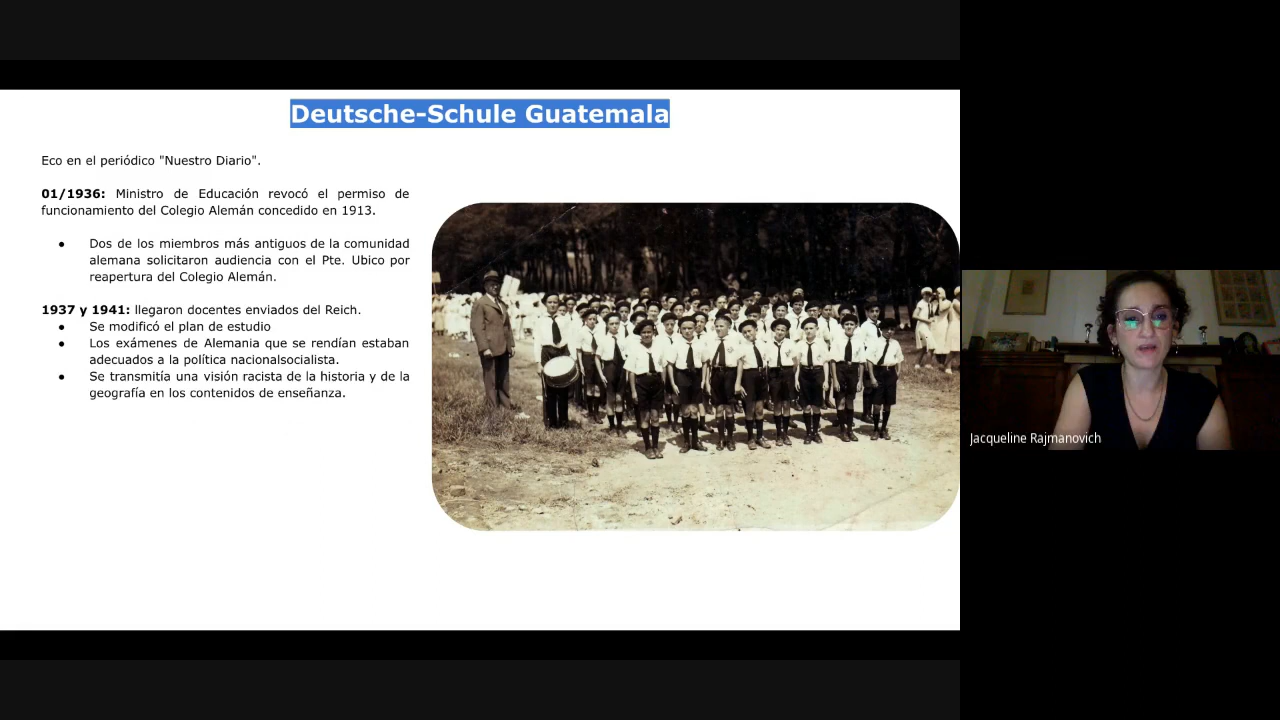 Deutsche-Schule Guatemala
Eco en el periódico "Nuestro Diario".
01/1936: Ministro de Educación revocó el permiso de
funcionamiento del Colegio Alemán concedido en 1913.
● Dos de los miembros más antiguos de la comunidad
alemana solicitaron audiencia con el Pte. Ubico por
reapertura del Colegio Alemán.
1937 y 1941: llegaron docentes enviados del Reich.
● Se modificó el plan de estudio
● Los exámenes de Alemania que se rendían estaban
adecuados a la política nacionalsocialista.
● Se transmitía una visión racista de la historia y de la
geografía en los contenidos de enseñanza.
Jacqueline Rajmanovich